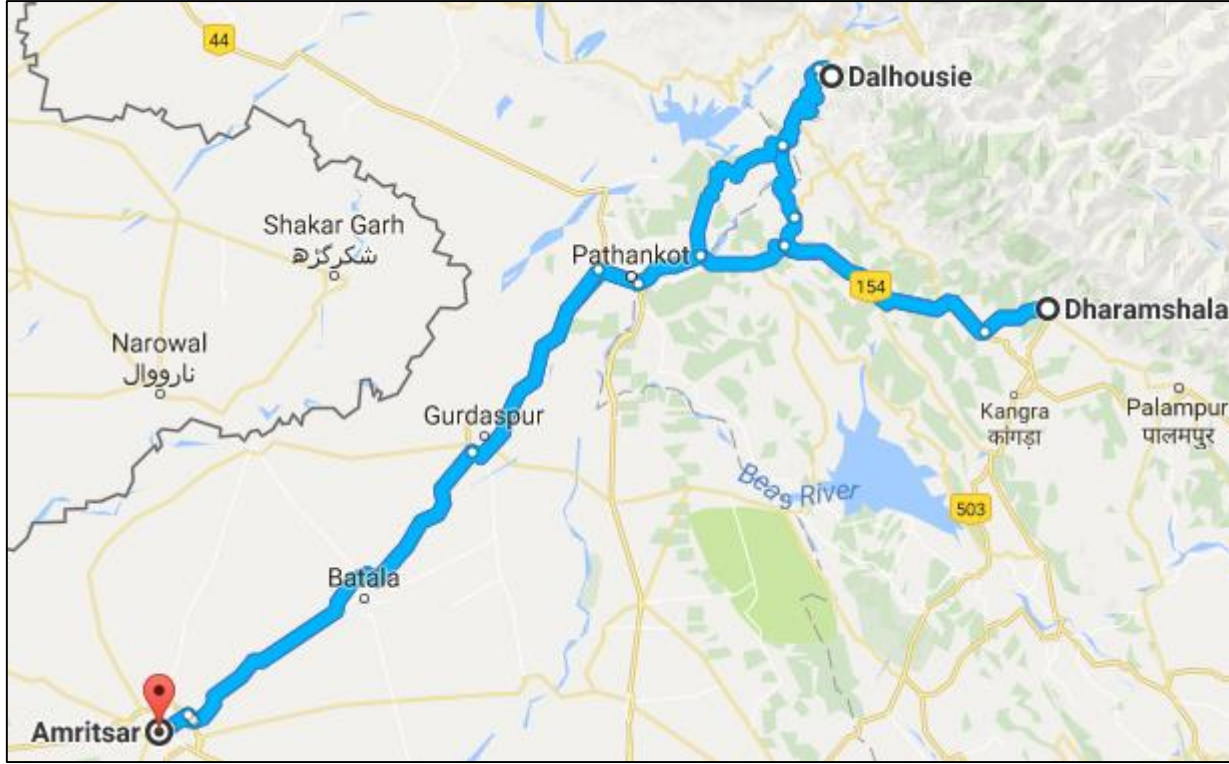 44
Dalhousie
Shakar Garh
شکرگڑھ
Pathankot
154
Dharamshala
Narowal
نارووال
Gurdaspur
Kangra
कांगड़ा
Palampur
पालमपुर
Beas River
503
Batala
Amritsar